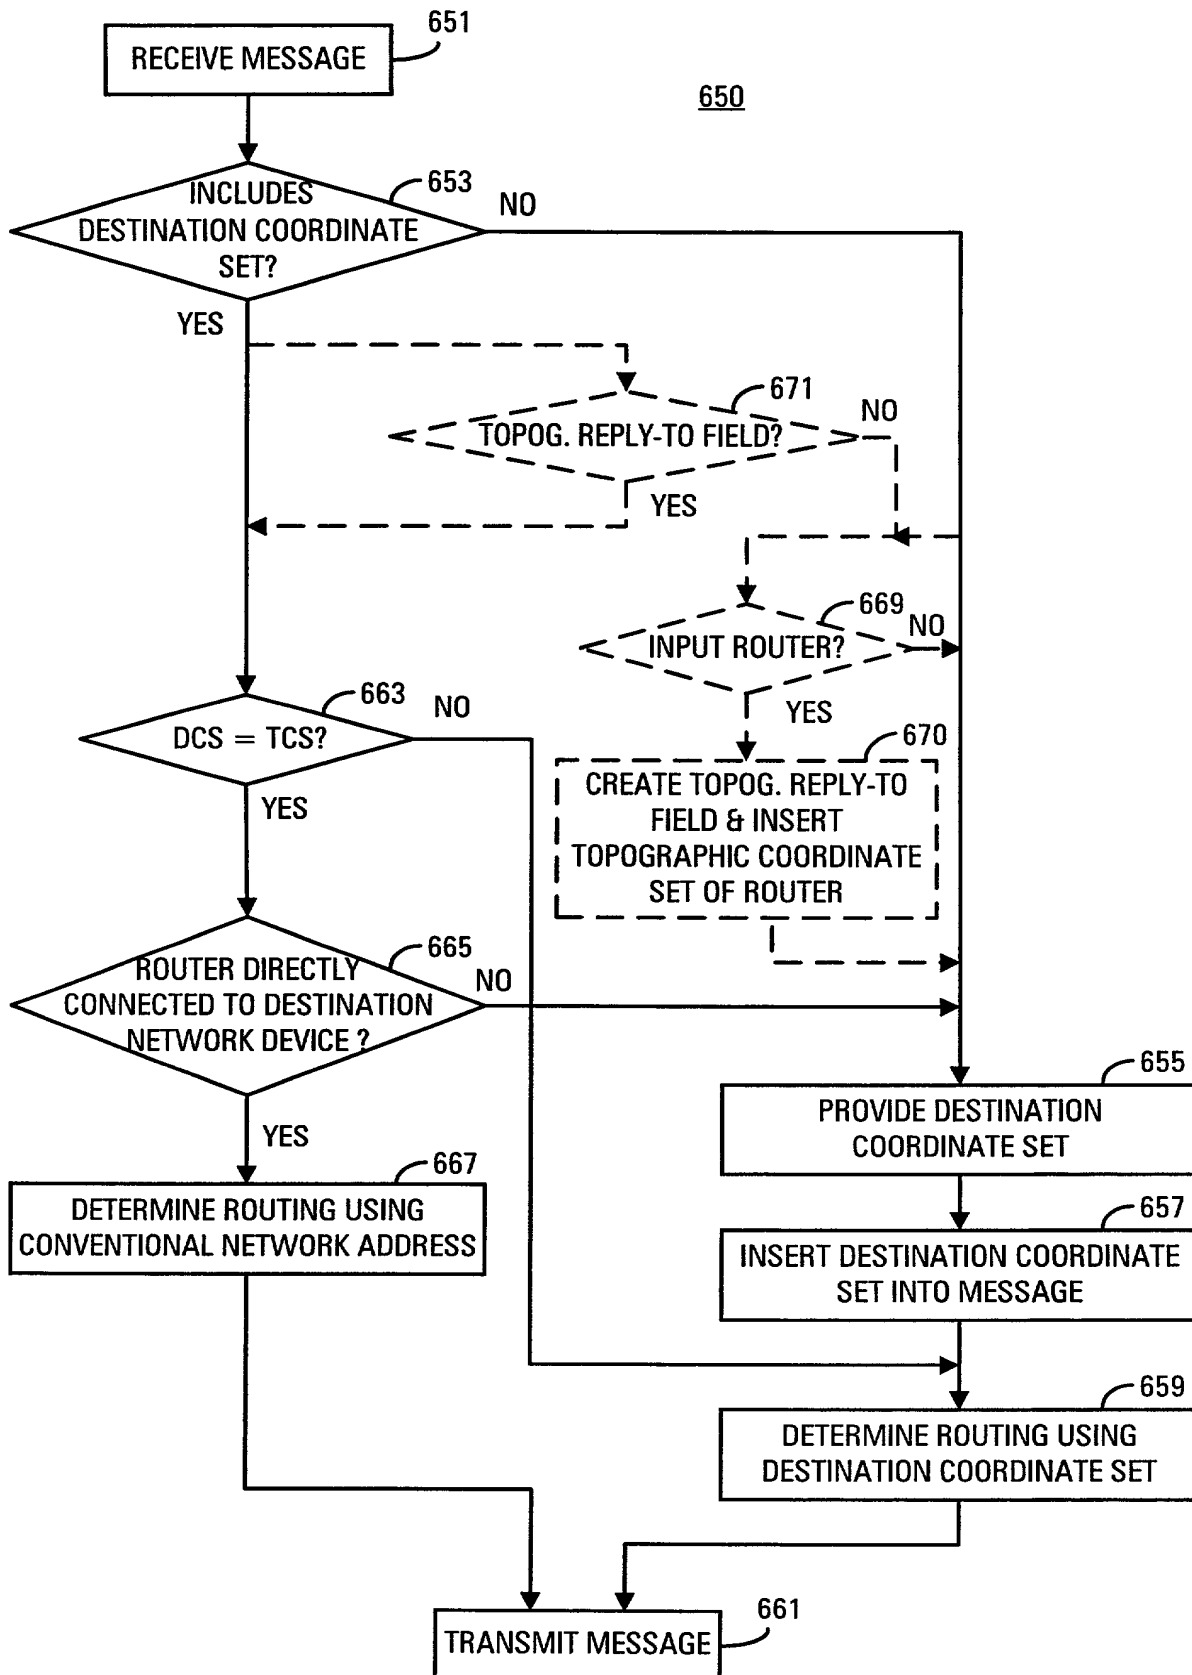 651
RECEIVE MESSAGE
650
653
INCLUDES
DESTINATION COORDINATE
SET?
NO
YES
671
TOPOG. REPLY-TO FIELD?
NO
YES
669
INPUT ROUTER?
NO
YES
663
DCS = TCS?
NO
YES
670
CREATE TOPOG. REPLY-TO
FIELD & INSERT
TOPOGRAPHIC COORDINATE
SET OF ROUTER
665
ROUTER DIRECTLY
CONNECTED TO DESTINATION
NETWORK DEVICE ?
NO
YES
655
PROVIDE DESTINATION
COORDINATE SET
667
DETERMINE ROUTING USING
CONVENTIONAL NETWORK ADDRESS
657
INSERT DESTINATION COORDINATE
SET INTO MESSAGE
659
DETERMINE ROUTING USING
DESTINATION COORDINATE SET
661
TRANSMIT MESSAGE